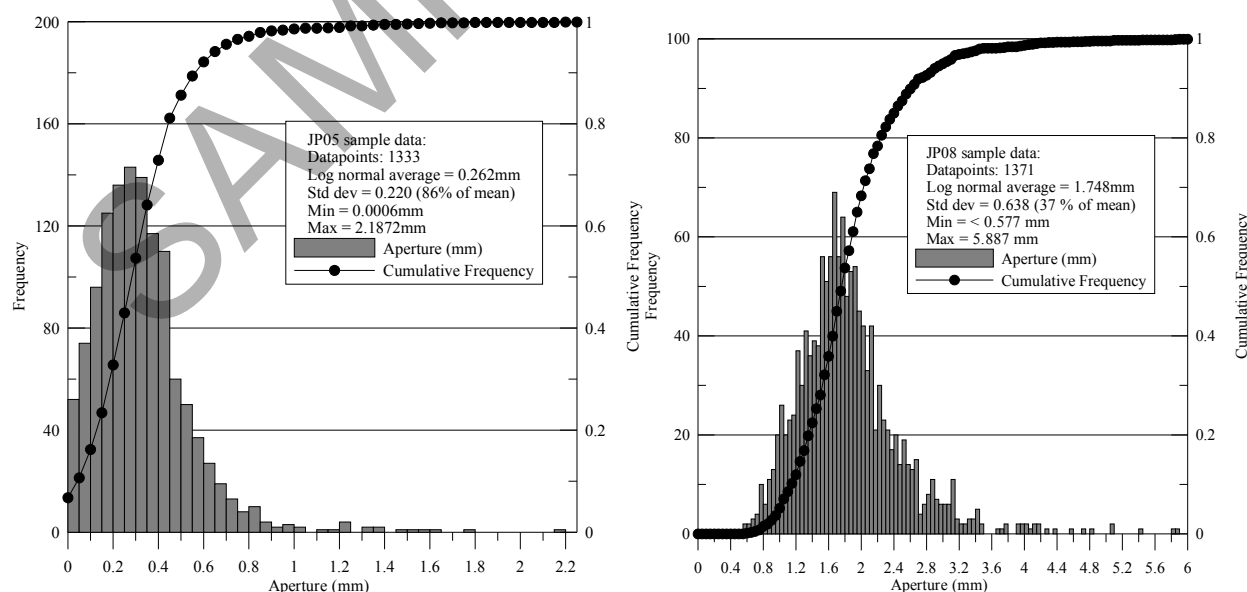 200
160
120
80
40
0
Frequency
JP05 sample data:
Datapoints: 1333
Log normal average = 0.262mm
Std dev = 0.220 (86% of mean)
Min = 0.0006mm
Max = 2.1872mm
Aperture (mm)
Cumulative Frequency
1
0.8
0.6
0.4
0.2
0
Cumulative Frequency
0 0.2 0.4 0.6 0.8 1 1.2 1.4 1.6 1.8 2 2.2
Aperture (mm)
SAM
100
80
60
40
20
0
Frequency
JP08 sample data:
Datapoints: 1371
Log normal average = 1.748mm
Std dev = 0.638 (37 % of mean)
Min = < 0.577 mm
Max = 5.887 mm
Aperture (mm)
Cumulative Frequency
1
0.8
0.6
0.4
0.2
0
Cumulative Frequency
0 0.4 0.8 1.2 1.6 2 2.4 2.8 3.2 3.6 4 4.4 4.8 5.2 5.6 6
Aperture (mm)